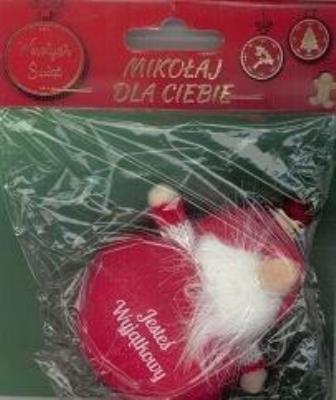 Wesołych
Świąt
MIKOŁAJ
DLA CIEBIE
Jesteś
Wyjątkowy